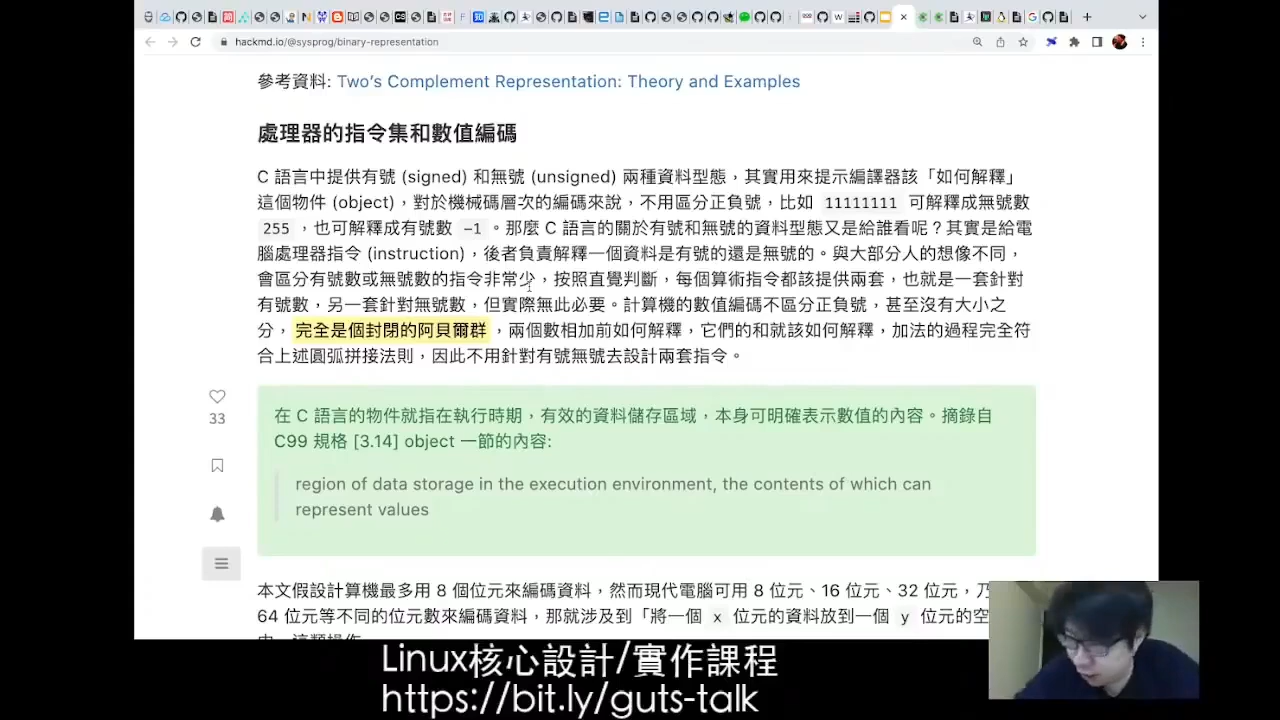 hackmd.io/@sysprog/binary-representation
參考資料: Two's Complement Representation: Theory and Examples
處理器的指令集和數值編碼
C 語言中提供有號 (signed) 和無號 (unsigned) 兩種資料型態，其實用來提示編譯器該「如何解釋」
這個物件 (object)，對於機械碼層次的編碼來說，不用區分正負號，比如 11111111 可解釋成無號數
255 ，也可解釋成有號數 -1 。那麼 C 語言的關於有號和無號的資料型態又是給誰看呢？其實是給電
腦處理器指令 (instruction)，後者負責解釋一個資料是有號的還是無號的。與大部分人的想像不同，
會區分有號數或無號數的指令非常少，按照直覺判斷，每個算術指令都該提供兩套，也就是一套針對
有號數，另一套針對無號數，但實際無此必要。計算機的數值編碼不區分正負號，甚至沒有大小之
分，完全是個封閉的阿貝爾群，兩個數相加前如何解釋，它們的和就該如何解釋，加法的過程完全符
合上述圓弧拼接法則，因此不用針對有號無號去設計兩套指令。
33
在 C 語言的物件就指在執行時期，有效的資料儲存區域，本身可明確表示數值的內容。摘錄自
C99 規格 [3.14] object 一節的內容:
region of data storage in the execution environment, the contents of which can
represent values
本文假設計算機最多用 8 個位元來編碼資料，然而現代電腦可用 8 位元、16 位元、32 位元，乃
64 位元等不同的位元數來編碼資料，那就涉及到「將一個 x 位元的資料放到一個 y 位元的空
Linux核心設計/實作課程
https://bit.ly/guts-talk